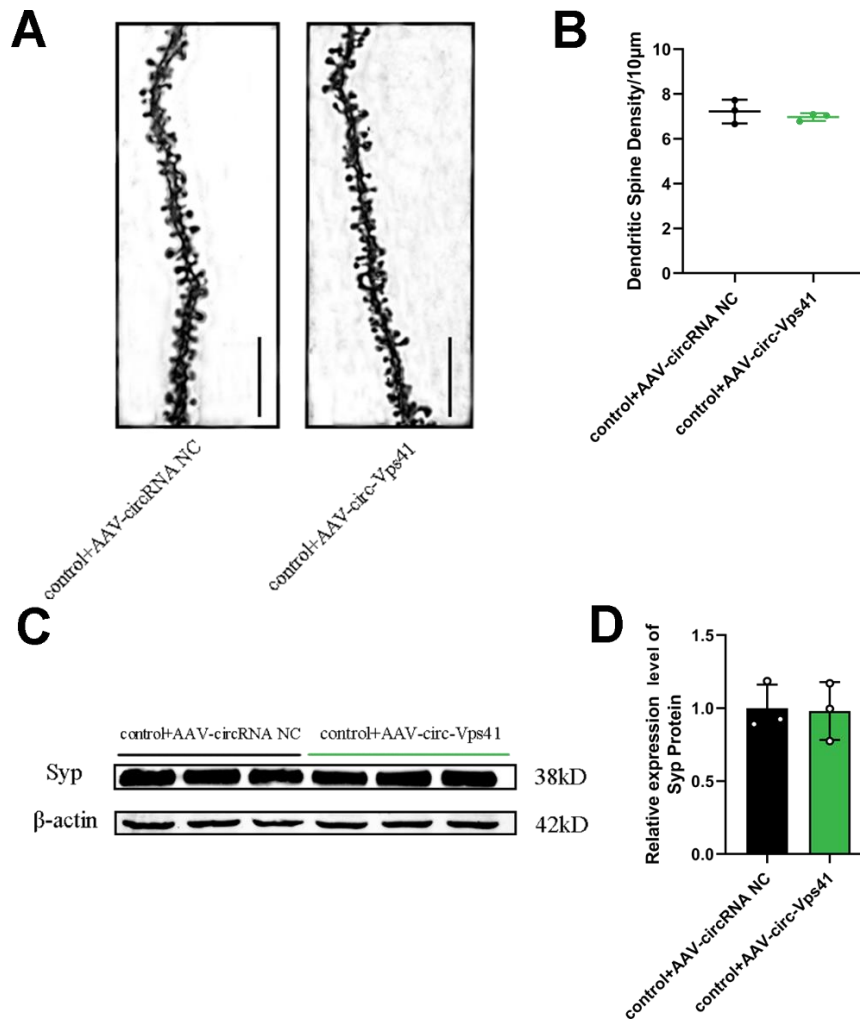 A
control+AAV-circRNA NC
control+AAV-circ-Vps41
B
Dendritic Spine Density/10μm
10
8
6
4
2
0
control+AAV-circRNA NC
control+AAV-circ-Vps41
C
control+AAV-circRNA NC
control+AAV-circ-Vps41
Syp
38kD
β-actin
42kD
D
Relative expression level of
Syp Protein
1.5
1.0
0.5
0.0
control+AAV-circRNA NC
control+AAV-circ-Vps41